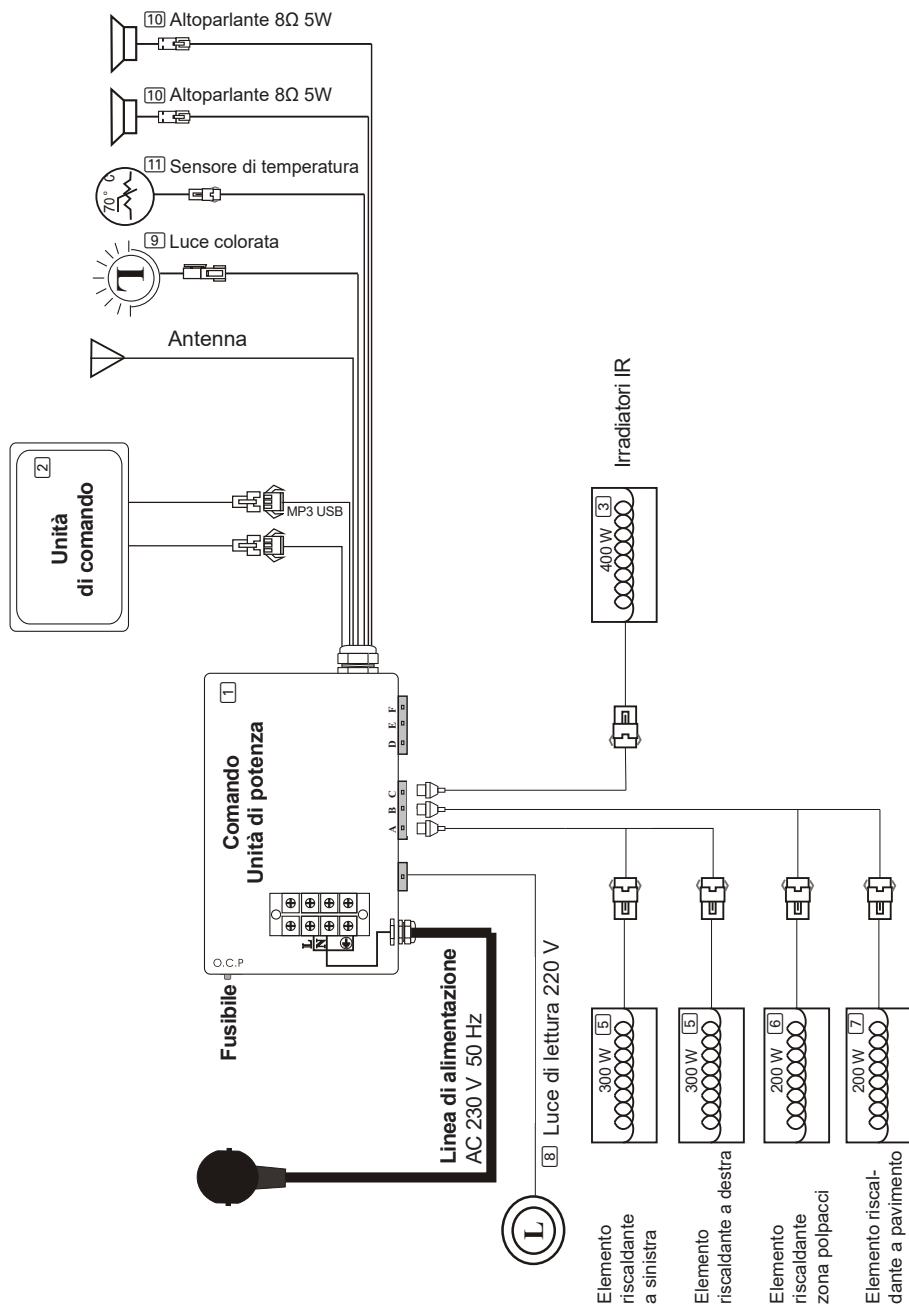 10 Altoparlante 8Ω 5W
10 Altoparlante 8Ω 5W
70° C
11 Sensore di temperatura
L
9 Luce colorata
Antenna
2
Unità
di comando
MP3 USB
Irradiatori IR
3
400 W
1
Comando
Unità di potenza
A B C D E F
L
N
O.C.P
Fusibile
Linea di alimentazione
AC 230 V 50 Hz
8 Luce di lettura 220 V
L
5
300 W
5
300 W
6
200 W
7
200 W
Elemento
riscaldante
a sinistra
Elemento
riscaldante a destra
Elemento
riscaldante
zona polpacci
Elemento riscal-
dante a pavimento